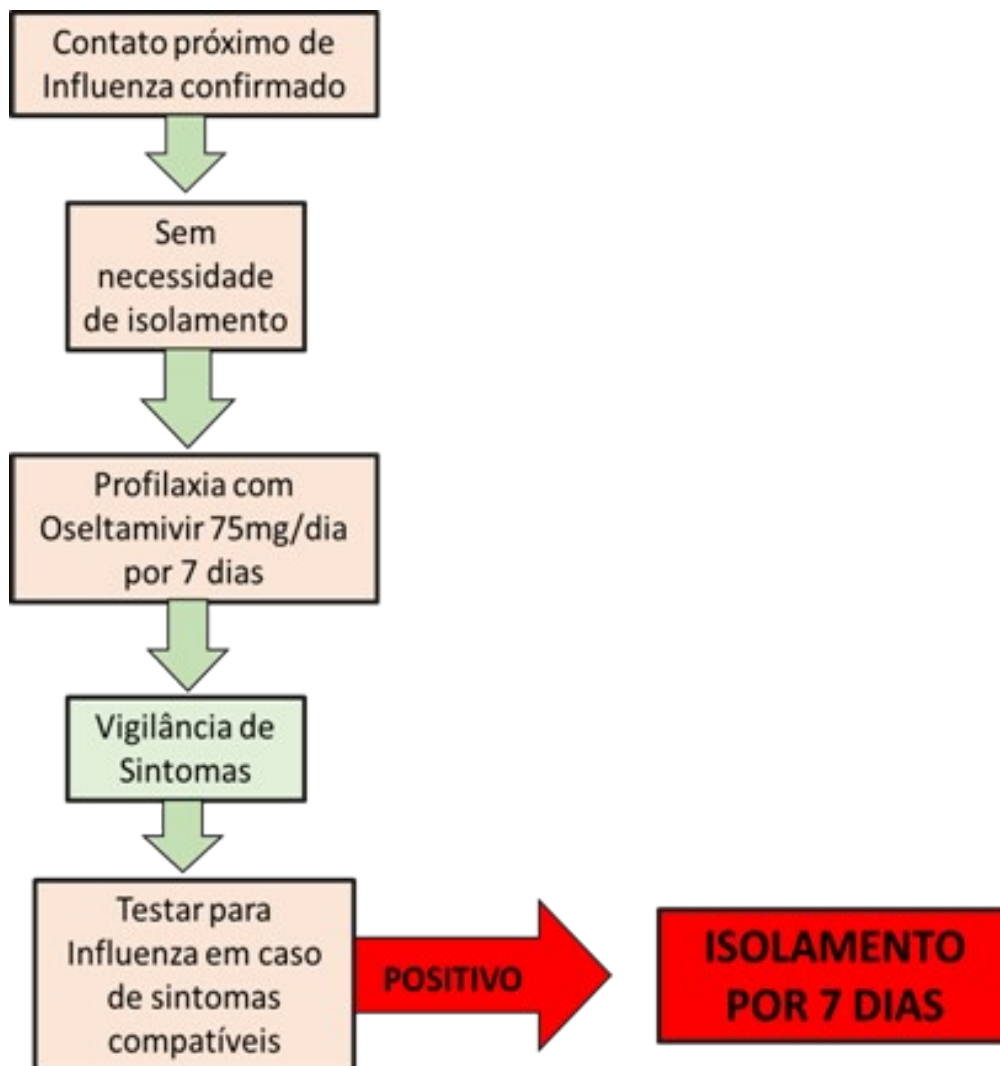 Contato próximo de
Influenza confirmado
Sem
necessidade
de isolamento
Profilaxia com
Oseltamivir 75mg/dia
por 7 dias
Vigilância de
Sintomas
Testar para
Influenza em caso
de sintomas
compatíveis
POSITIVO
ISOLAMENTO
POR 7 DIAS